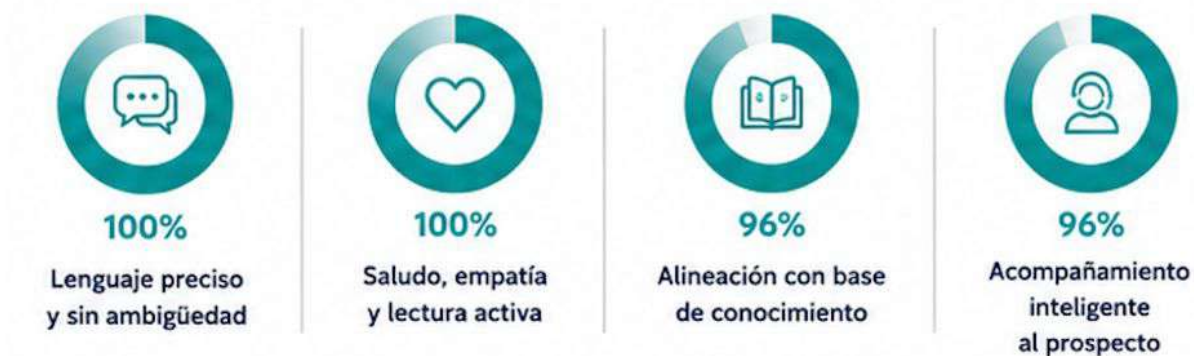 100%
Lenguaje preciso
y sin ambigüedad
100%
Saludo, empatía
y lectura activa
96%
Alineación con base
de conocimiento
96%
Acompañamiento
inteligente
al prospecto